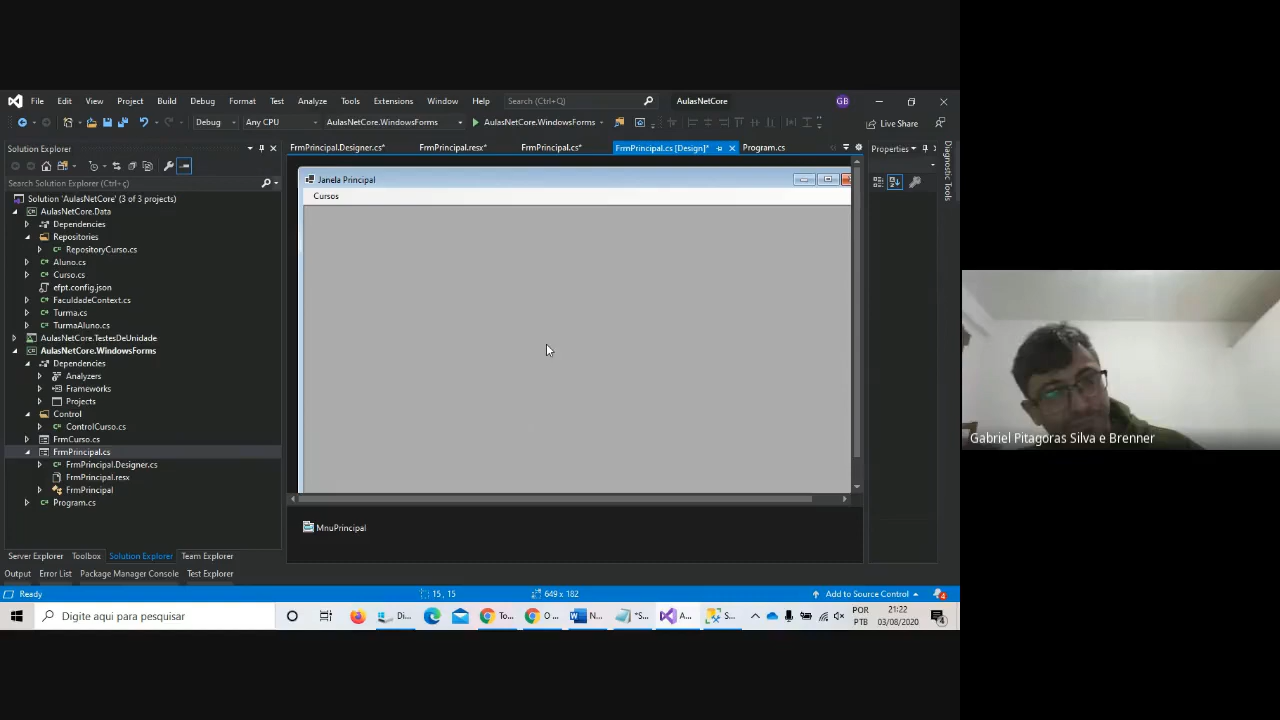 File Edit View Project Build Debug Format Test Analyze Tools Extensions Window Help Search (Ctrl+Q) AulasNetCore GB
Debug Any CPU AulasNetCore.WindowsForms AulasNetCore.WindowsForms Live Share
Solution Explorer
FrmPrincipal.Designer.cs* FrmPrincipal.resx* FrmPrincipal.cs* FrmPrincipal.cs [Design]* Program.cs
Properties
Diagnostic Tools
Search Solution Explorer (Ctrl+ç)
Solution 'AulasNetCore' (3 of 3 projects)
AulasNetCore.Data
Dependencies
Repositories
RepositoryCurso.cs
Aluno.cs
Curso.cs
efpt.config.json
FaculdadeContext.cs
Turma.cs
TurmaAluno.cs
AulasNetCore.TestesDeUnidade
AulasNetCore.WindowsForms
Dependencies
Analyzers
Frameworks
Projects
Control
ControlCurso.cs
FrmCurso.cs
FrmPrincipal.cs
FrmPrincipal.Designer.cs
FrmPrincipal.resx
FrmPrincipal
Program.cs
Janela Principal
Cursos
MnuPrincipal
Server Explorer Toolbox Solution Explorer Team Explorer
Output Error List Package Manager Console Test Explorer
Ready 15 , 15 649 x 182 Add to Source Control 4
Digite aqui para pesquisar Di... To... O ... N... *S... A... S...
POR
PTB
21:22
03/08/2020
4
Gabriel Pitagoras Silva e Brenner